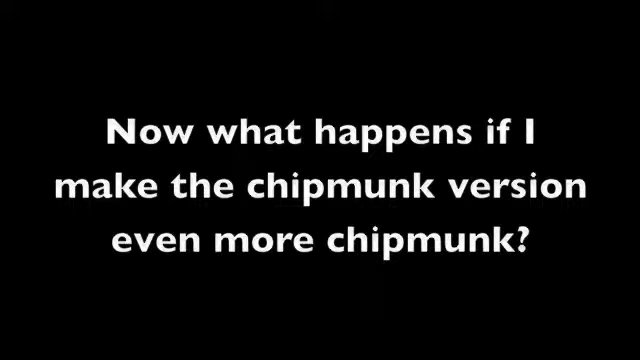 Now what happens if I
make the chipmunk version
even more chipmunk?